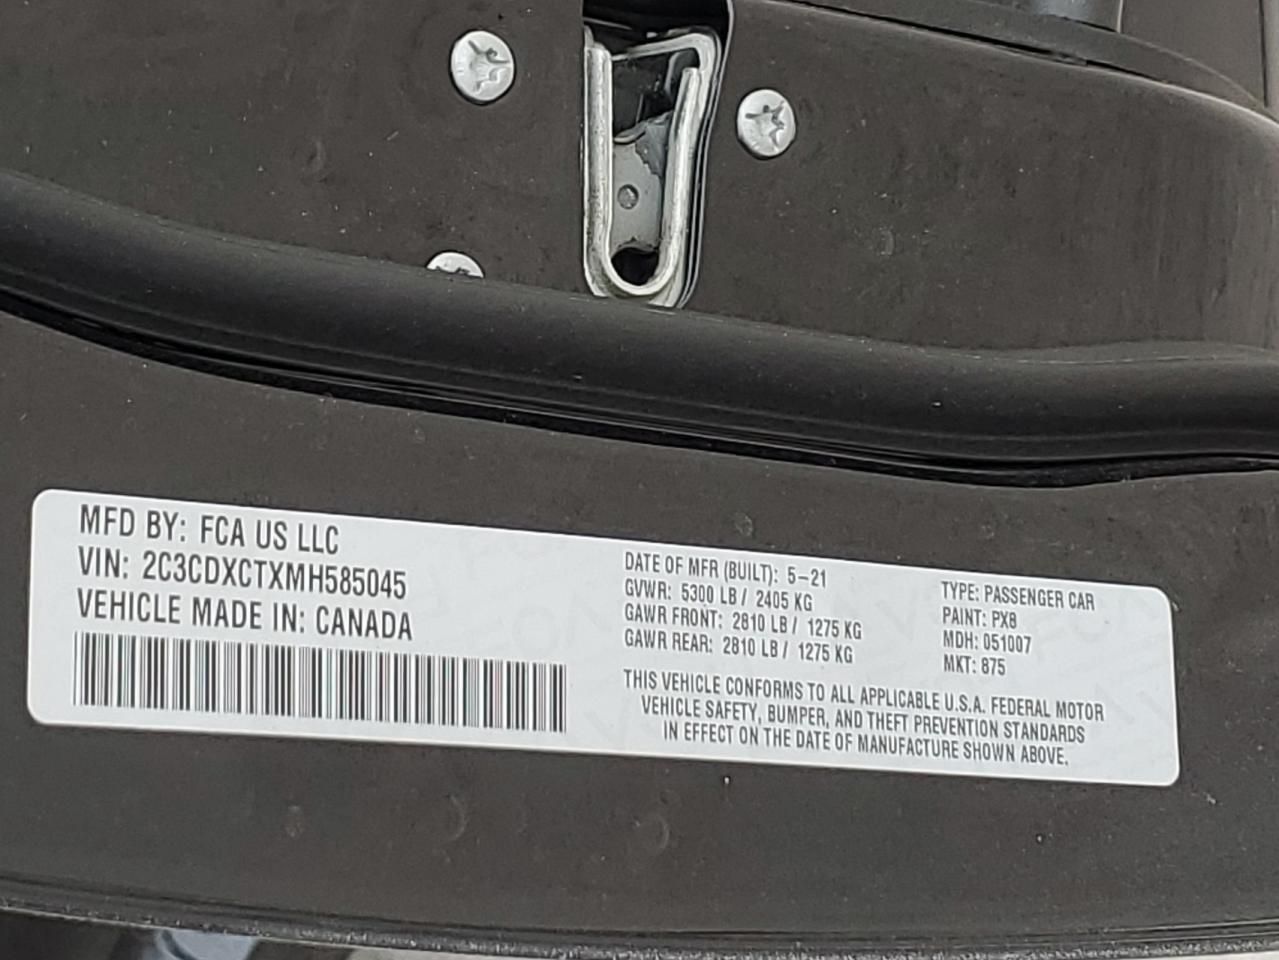 MFD BY: FCA US LLC
VIN: 2C3CDXCTXMH585045
VEHICLE MADE IN: CANADA
DATE OF MFR (BUILT): 5-21
GVWR: 5300 LB / 2405 KG
GAWR FRONT: 2810 LB / 1275 KG
GAWR REAR: 2810 LB / 1275 KG
TYPE: PASSENGER CAR
PAINT: PX8
MDH: 051007
MKT: 875
THIS VEHICLE CONFORMS TO ALL APPLICABLE U.S.A. FEDERAL MOTOR
VEHICLE SAFETY, BUMPER, AND THEFT PREVENTION STANDARDS
IN EFFECT ON THE DATE OF MANUFACTURE SHOWN ABOVE.